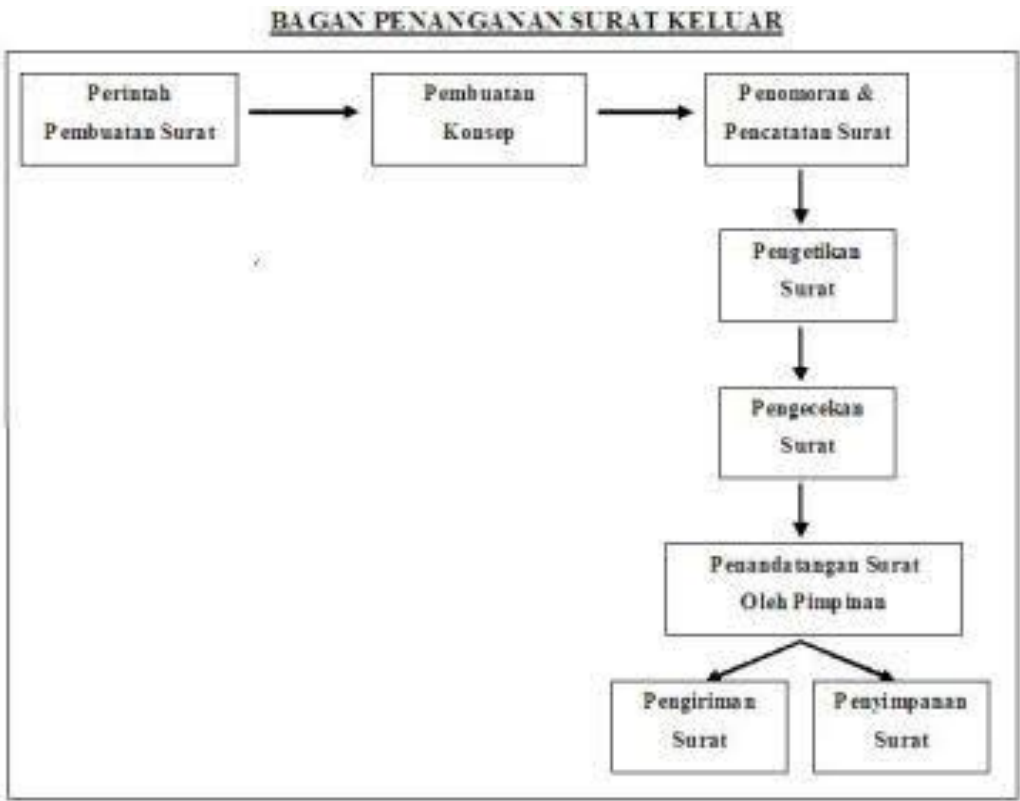 BAGAN PENANGANAN SURAT KELUAR
Perintah
Pembuatan Surat
Pembuatan
Konsep
Penomoran &
Pencatatan Surat
Pengetikan
Surat
Pengecekan
Surat
Penandatangan Surat
Oleh Pimpinan
Pengiriman
Surat
Penyimpanan
Surat